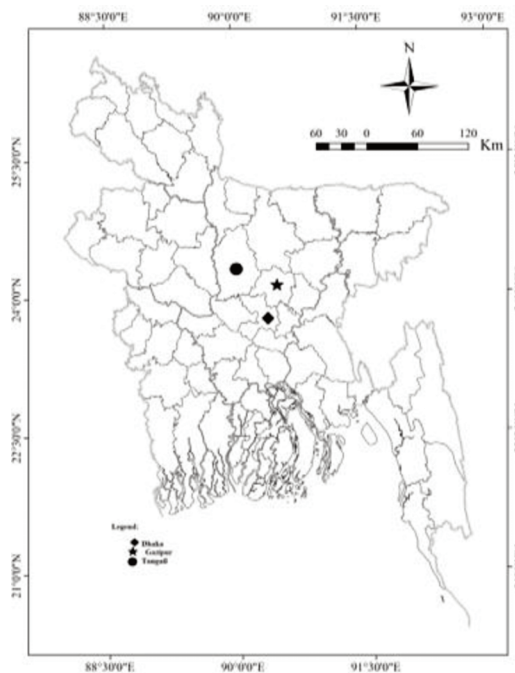 88°30'0"E 90°0'0"E 91°30'0"E 93°0'0"E
N
60 30 0 60 120 Km
25°30'0"N
24°0'0"N
22°30'0"N
21°0'0"N
Legend:
Dhaka
Gazipur
Tangail
88°30'0"E 90°0'0"E 91°30'0"E